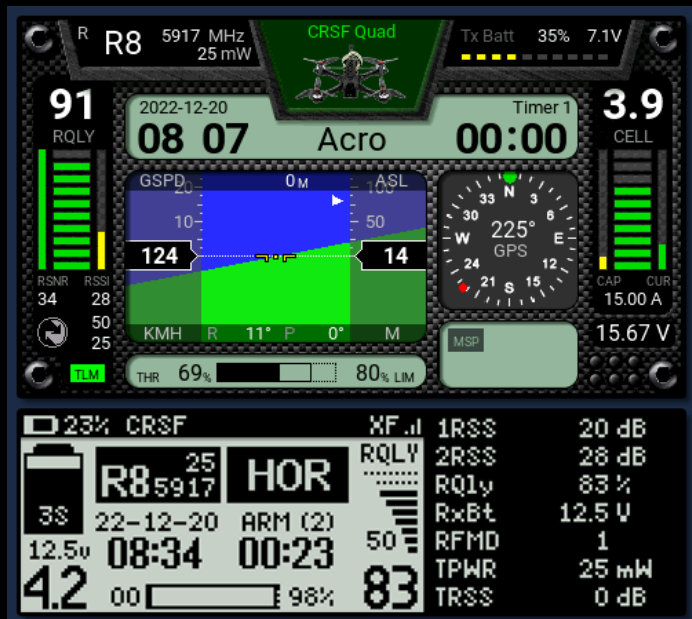 R R8 5917 MHz 25 mW
CRSF Quad
Tx Batt 35% 7.1V
91
RQLY
2022-12-20
08 07
Acro
Timer 1
00:00
3.9
CELL
GSPD 0M ASL
20 100
10 50
124 14
KMH R 11° P 0° M
N 3 6 E 12 15 S 21 24 W 30 33
225°
GPS
RSNR RSSI
34 28
50
25
TLM
CAP CUR
15.00 A
15.67 V
MSP
THR 69% 80% LIM
23% CRSF XF
3S
12.5v
4.2
R8 25
5917
HOR
22-12-20 ARM (2)
08:34 00:23
00 98%
RQLY
50
83
1RSS 20 dB
2RSS 28 dB
RQly 83 %
RxBt 12.5 V
RFMD 1
TPWR 25 mW
TRSS 0 dB